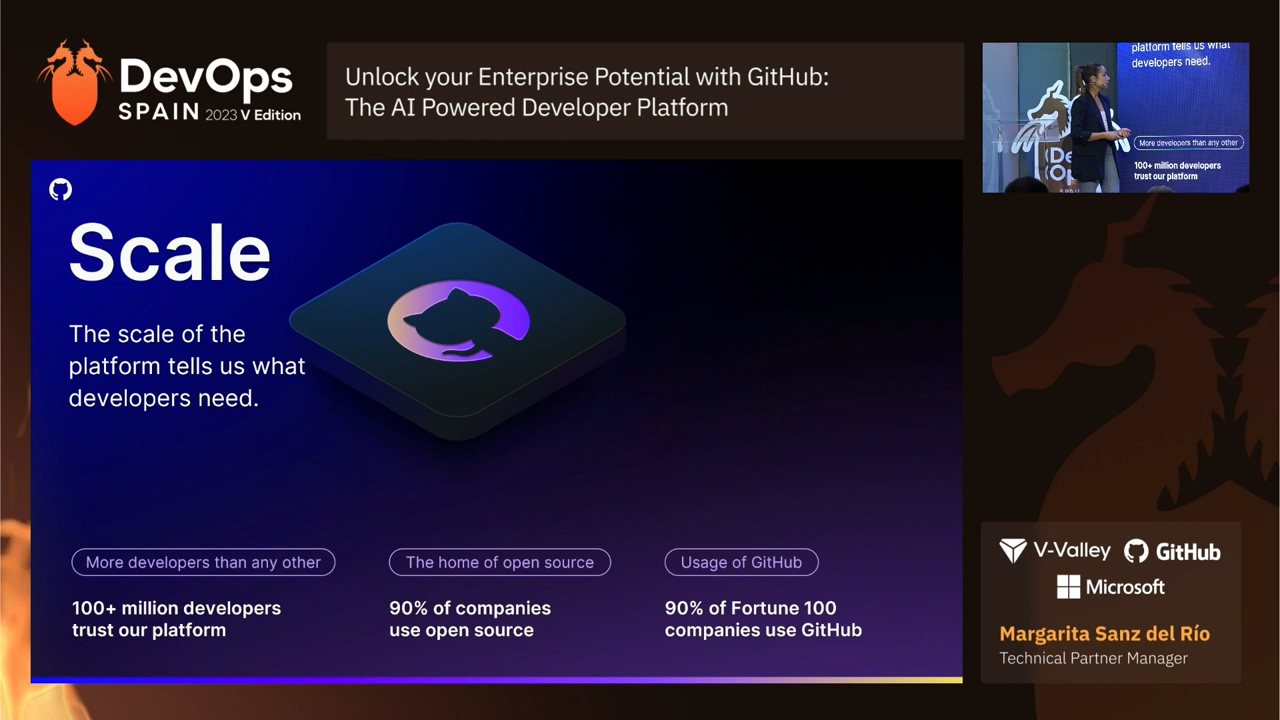 DevOps
SPAIN 2023 V Edition
Unlock your Enterprise Potential with GitHub:
The AI Powered Developer Platform
platform tells us what
developers need.
More developers than any other
100+ million developers
trust our platform
Scale
The scale of the
platform tells us what
developers need.
More developers than any other
100+ million developers
trust our platform
The home of open source
90% of companies
use open source
Usage of GitHub
90% of Fortune 100
companies use GitHub
V-Valley
GitHub
Microsoft
Margarita Sanz del Río
Technical Partner Manager